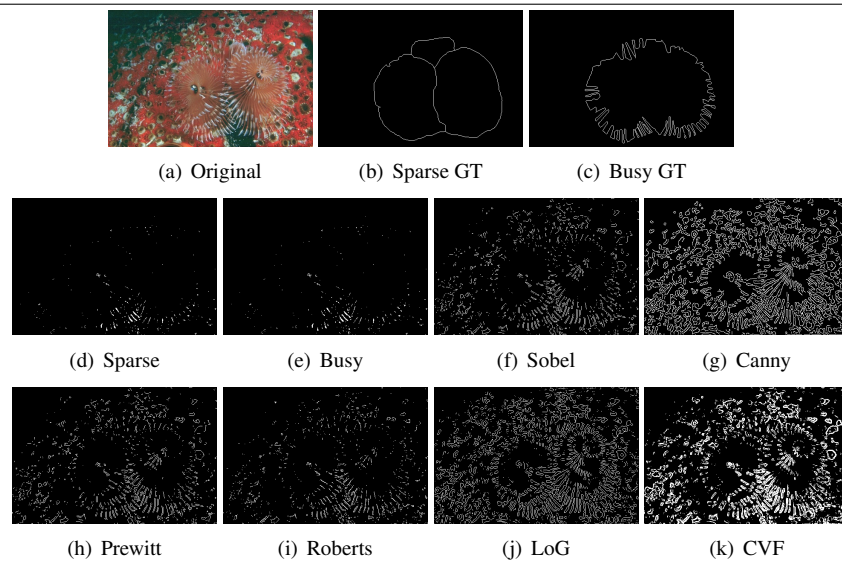 (a) Original (b) Sparse GT (c) Busy GT
(d) Sparse (e) Busy (f) Sobel (g) Canny
(h) Prewitt (i) Roberts (j) LoG (k) CVF